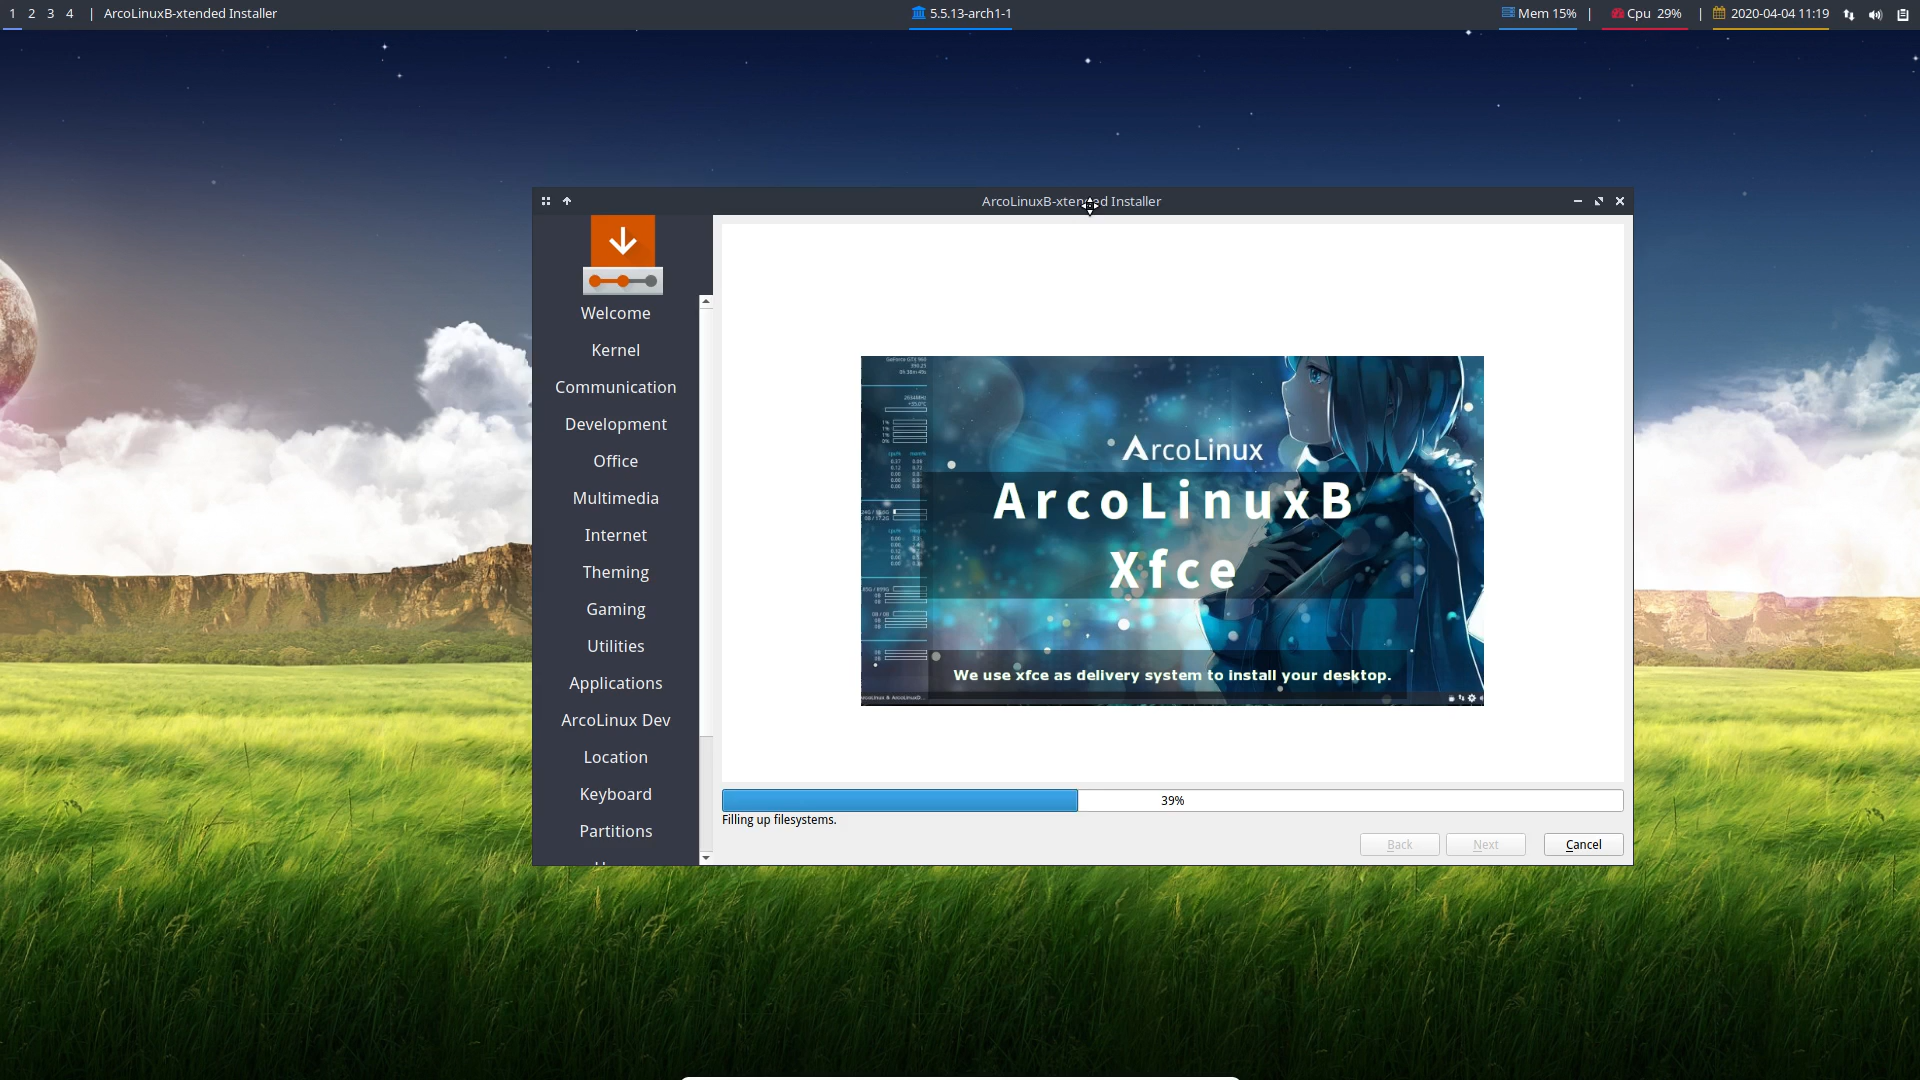 1 2 3 4 | ArcoLinuxB-xtended Installer
5.5.13-arch1-1
Mem 15% | Cpu 29% | 2020-04-04 11:19
ArcoLinuxB-xtended Installer
Welcome
Kernel
Communication
Development
Office
Multimedia
Internet
Theming
Gaming
Utilities
Applications
ArcoLinux Dev
Location
Keyboard
Partitions
ArcoLinux
ArcoLinuxB
Xfce
We use xfce as delivery system to install your desktop.
39%
Filling up filesystems.
Back Next Cancel